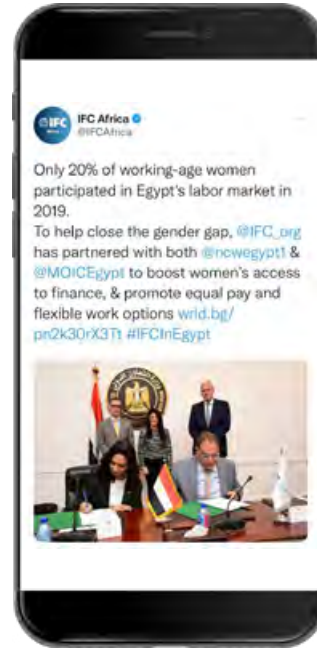 IFC
IFC Africa
@IFCAfrica
Only 20% of working-age women
participated in Egypt's labor market in
2019.
To help close the gender gap, @IFC_org
has partnered with both @ncwegypt1 &
@MOICEgypt to boost women's access
to finance, & promote equal pay and
flexible work options wrld.bg/
pn2k30rX3Tt #IFCInEgypt